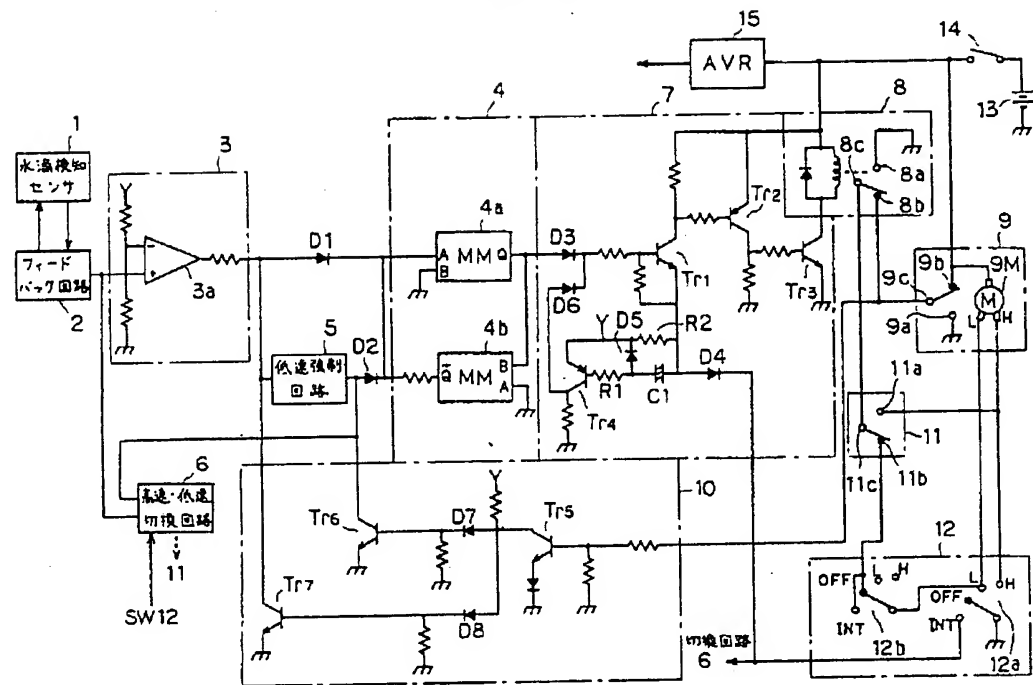 15
14
AVR
4
7
8
13
1
3
水温検知
センサ
8c
8a
8b
Tr2
4a
D1
D3
A
MM
Q
B
フィード
バック回路
2
3a
D6
Tr1
Tr3
9
9M
9b
9c
M
L
H
9a
5
D2
4b
D5
R2
低速強制
回路
Q̅
MM
B
A
D4
R1
C1
Tr4
11a
11
11c
11b
6
高速・低速
切換回路
10
Tr6
D7
Tr5
11
SW12
Tr7
D8
12
OFF
L
H
L
H
OFF
INT
12b
INT
12a
切換回路
6